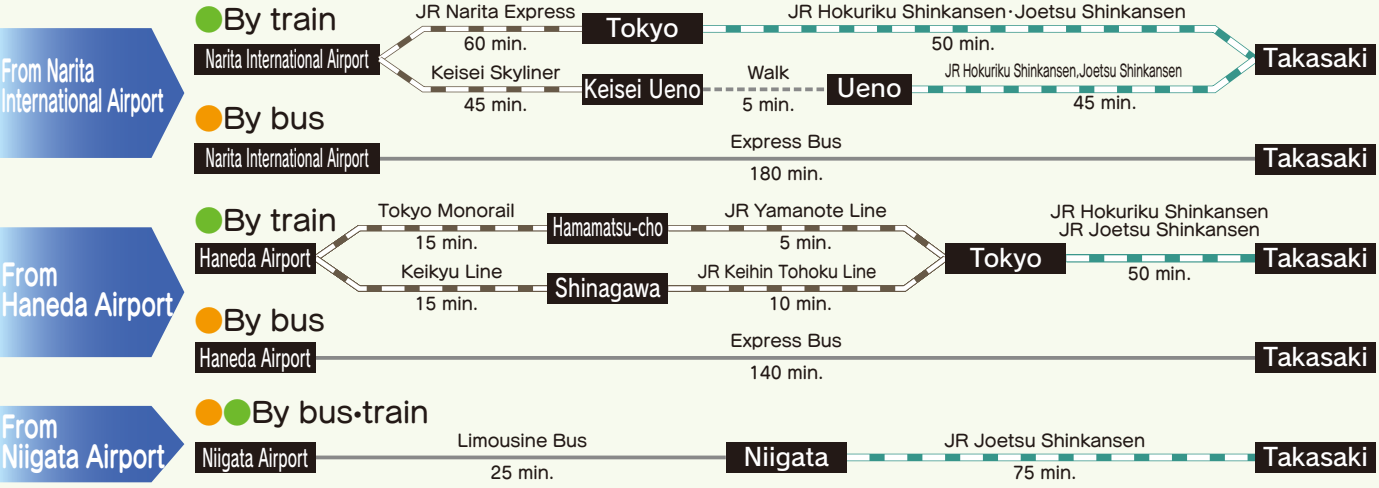 From Narita
International Airport
By train
Narita International Airport
JR Narita Express
60 min.
Tokyo
JR Hokuriku Shinkansen·Joetsu Shinkansen
50 min.
Keisei Skyliner
45 min.
Keisei Ueno
Walk
5 min.
Ueno
JR Hokuriku Shinkansen,Joetsu Shinkansen
45 min.
Takasaki
By bus
Narita International Airport
Express Bus
180 min.
Takasaki
From
Haneda Airport
By train
Haneda Airport
Tokyo Monorail
15 min.
Hamamatsu-cho
JR Yamanote Line
5 min.
Keikyu Line
15 min.
Shinagawa
JR Keihin Tohoku Line
10 min.
Tokyo
JR Hokuriku Shinkansen
JR Joetsu Shinkansen
50 min.
Takasaki
By bus
Haneda Airport
Express Bus
140 min.
Takasaki
From
Niigata Airport
By bus•train
Niigata Airport
Limousine Bus
25 min.
Niigata
JR Joetsu Shinkansen
75 min.
Takasaki